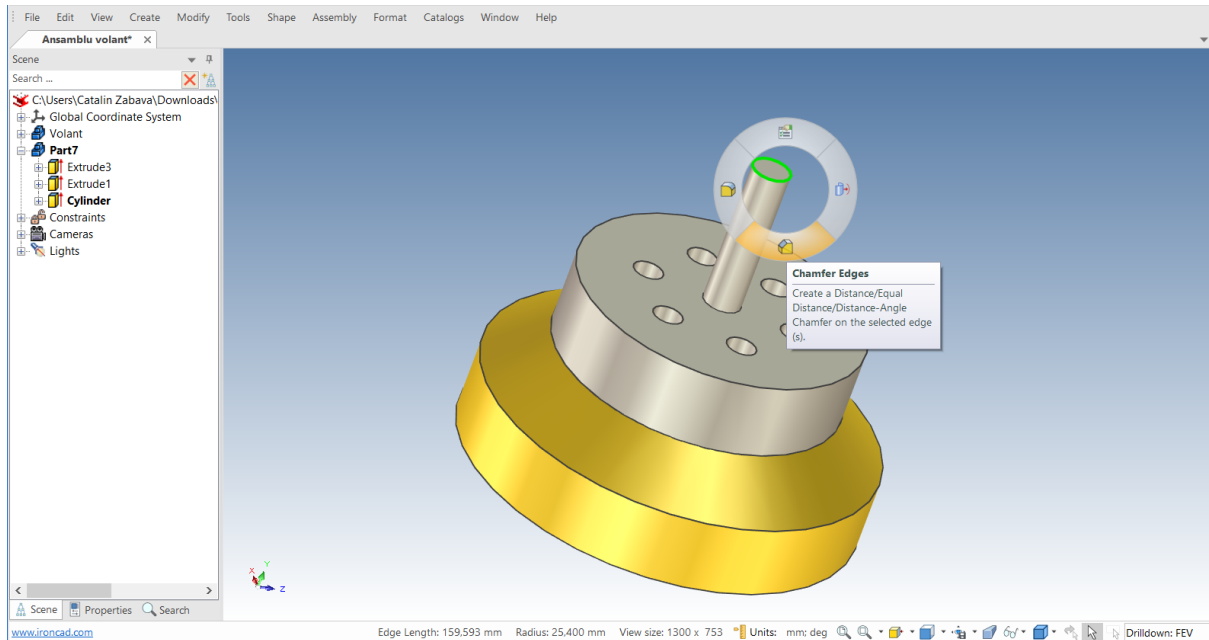 File Edit View Create Modify Tools Shape Assembly Format Catalogs Window Help
Ansamblu volant*
Scene
Search ...
C:\Users\Catalin Zabava\Downloads\
Global Coordinate System
Volant
Part7
Extrude3
Extrude1
Cylinder
Constraints
Cameras
Lights
Chamfer Edges
Create a Distance/Equal
Distance/Distance-Angle
Chamfer on the selected edge
(s).
X Y Z
Scene Properties Search
www.ironcad.com Edge Length: 159,593 mm Radius: 25,400 mm View size: 1300 x 753 Units: mm; deg Drilldown: FEV